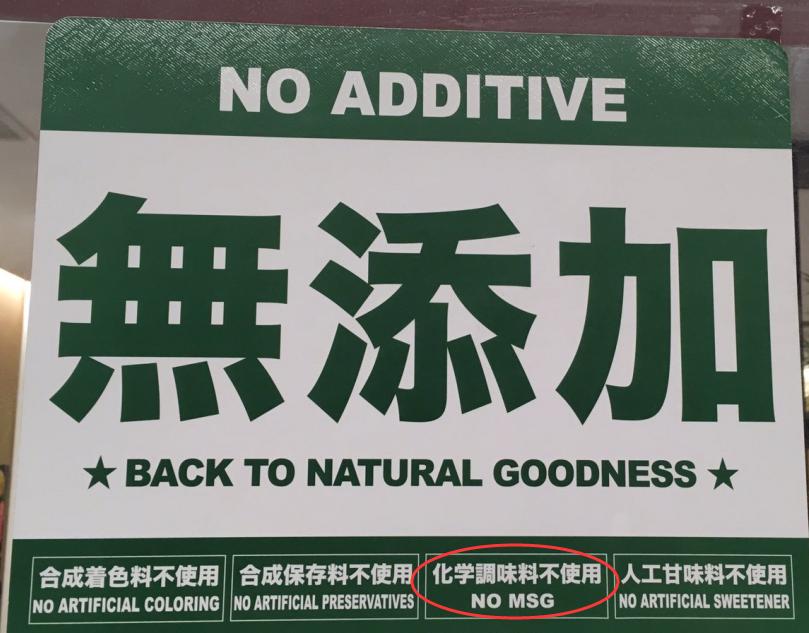 NO ADDITIVE
無添加
★ BACK TO NATURAL GOODNESS ★
合成着色料不使用
NO ARTIFICIAL COLORING
合成保存料不使用
NO ARTIFICIAL PRESERVATIVES
化学調味料不使用
NO MSG
人工甘味料不使用
NO ARTIFICIAL SWEETENER